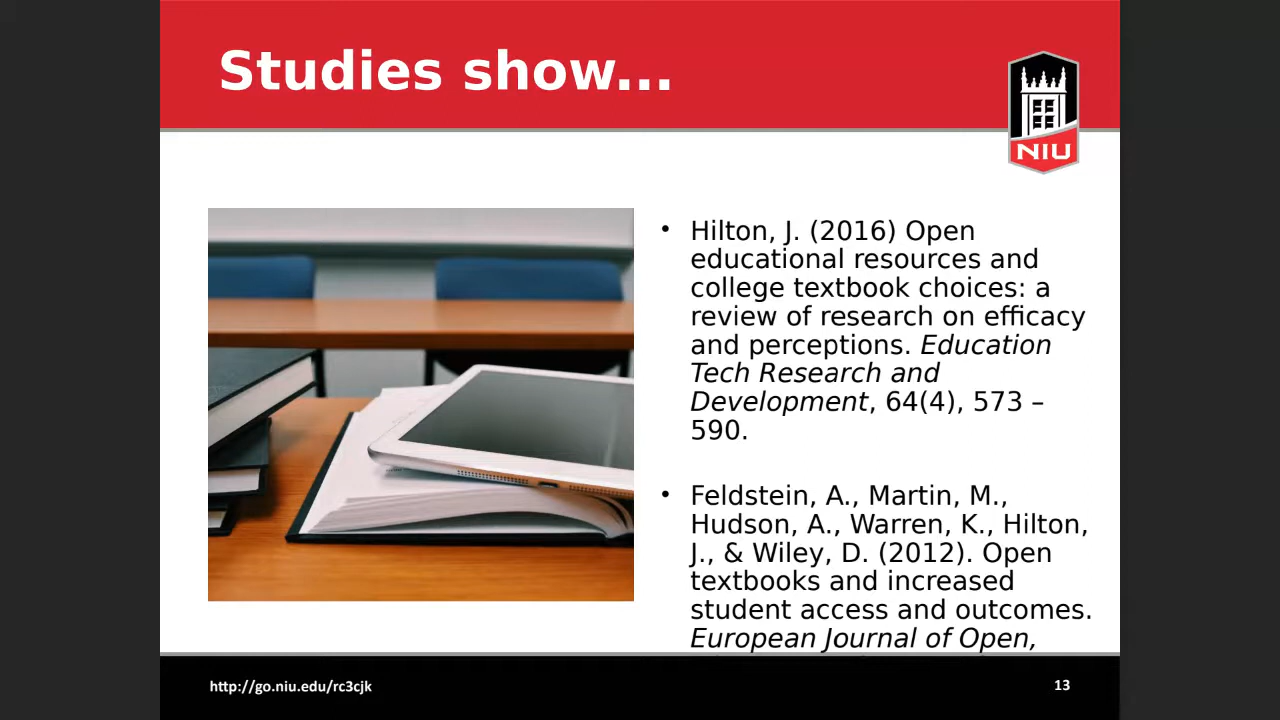 Studies show...
NIU
• Hilton, J. (2016) Open
educational resources and
college textbook choices: a
review of research on efficacy
and perceptions. Education
Tech Research and
Development, 64(4), 573 –
590.
• Feldstein, A., Martin, M.,
Hudson, A., Warren, K., Hilton,
J., & Wiley, D. (2012). Open
textbooks and increased
student access and outcomes.
European Journal of Open,
http://go.niu.edu/rc3cjk
13